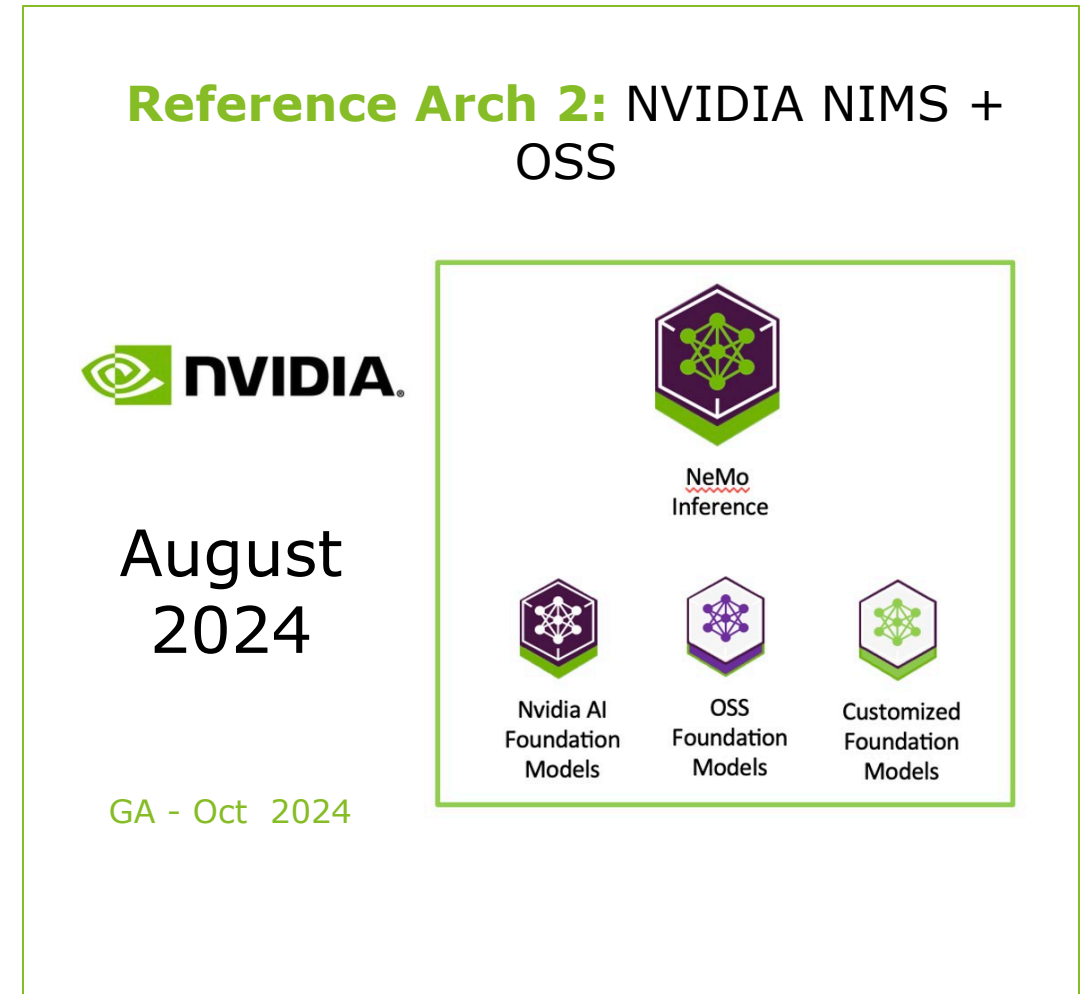 Reference Arch 2: NVIDIA NIMS +
OSS
NVIDIA.
August
2024
GA - Oct  2024
NeMo
Inference
Nvidia AI
Foundation
Models
OSS
Foundation
Models
Customized
Foundation
Models